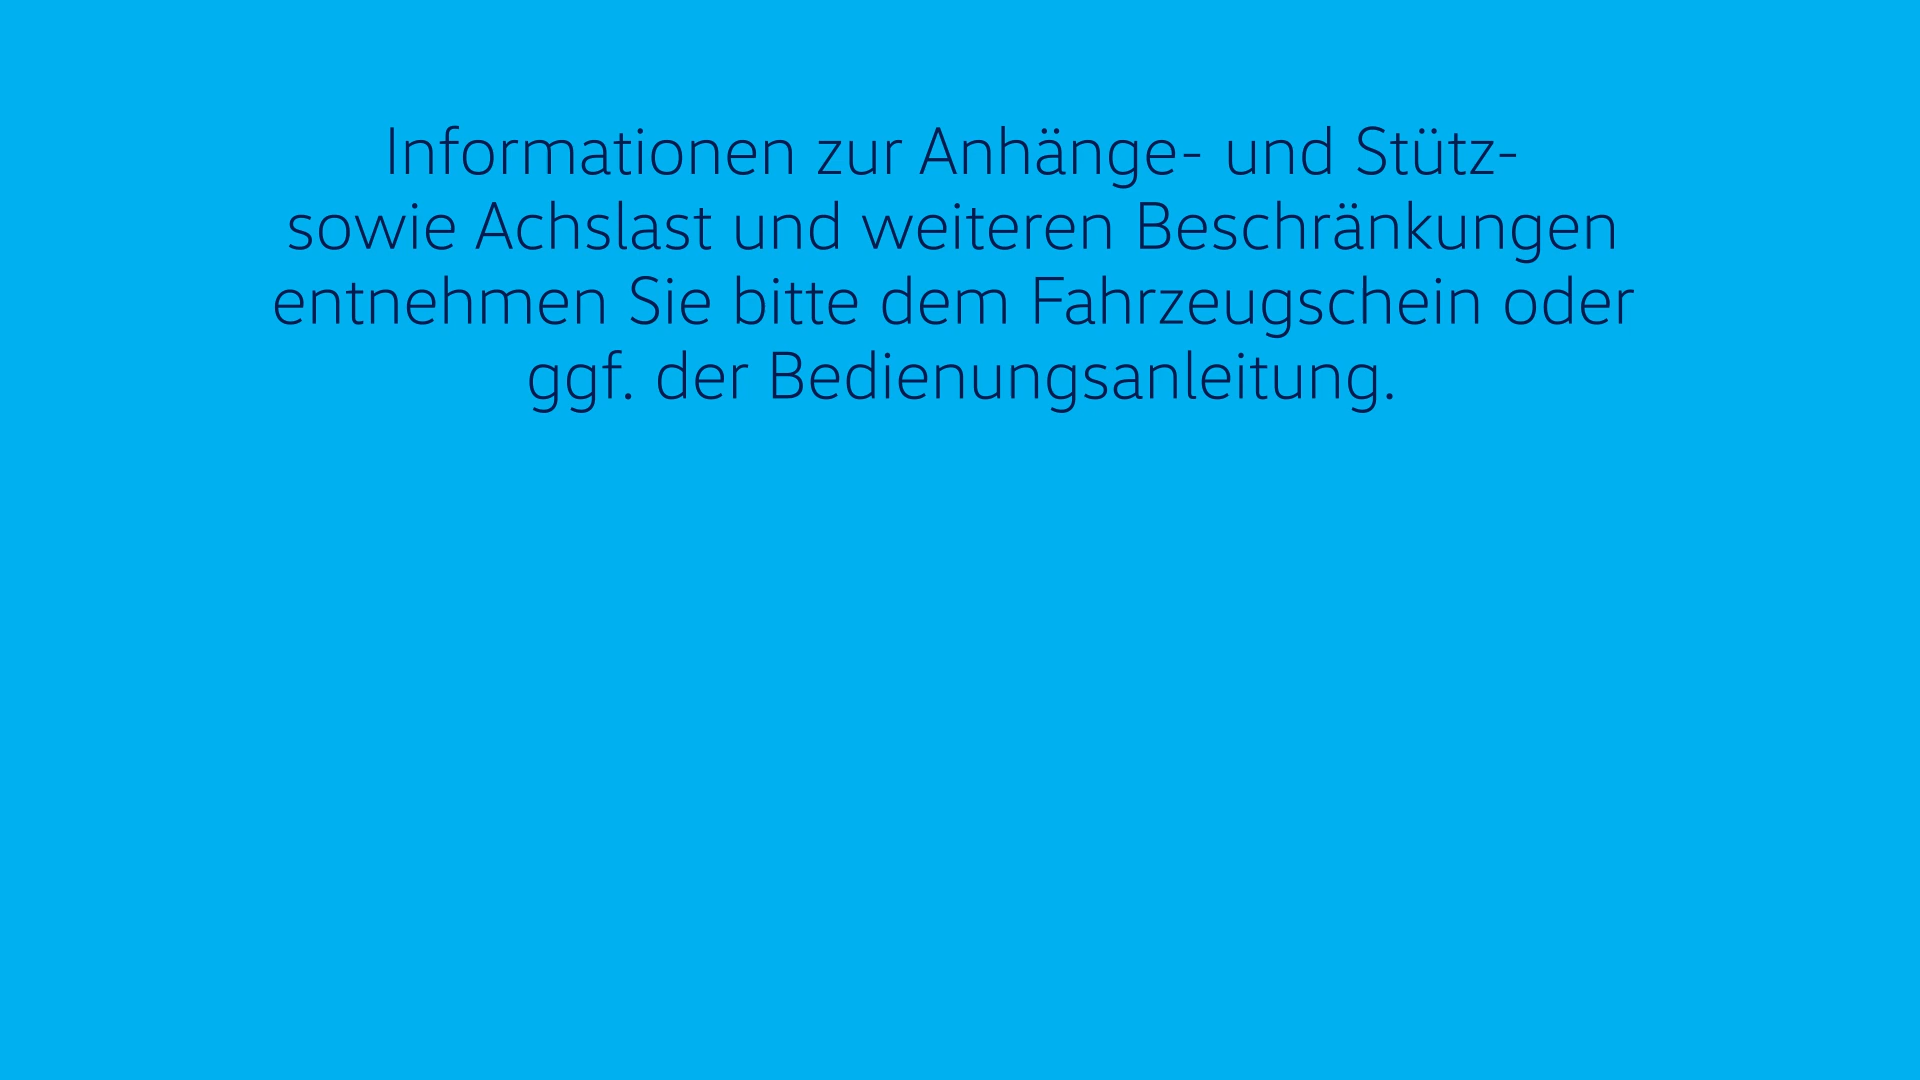 Informationen zur Anhänge- und Stütz-
sowie Achslast und weiteren Beschränkungen
entnehmen Sie bitte dem Fahrzeugschein oder
ggf. der Bedienungsanleitung.